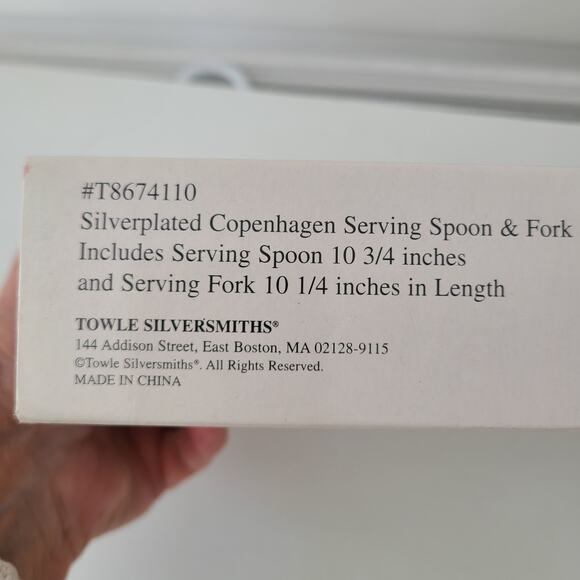 #T8674110
Silverplated Copenhagen Serving Spoon & Fork
Includes Serving Spoon 10 3/4 inches
and Serving Fork 10 1/4 inches in Length
TOWLE SILVERSMITHS®
144 Addison Street, East Boston, MA 02128-9115
©Towle Silversmiths®. All Rights Reserved.
MADE IN CHINA